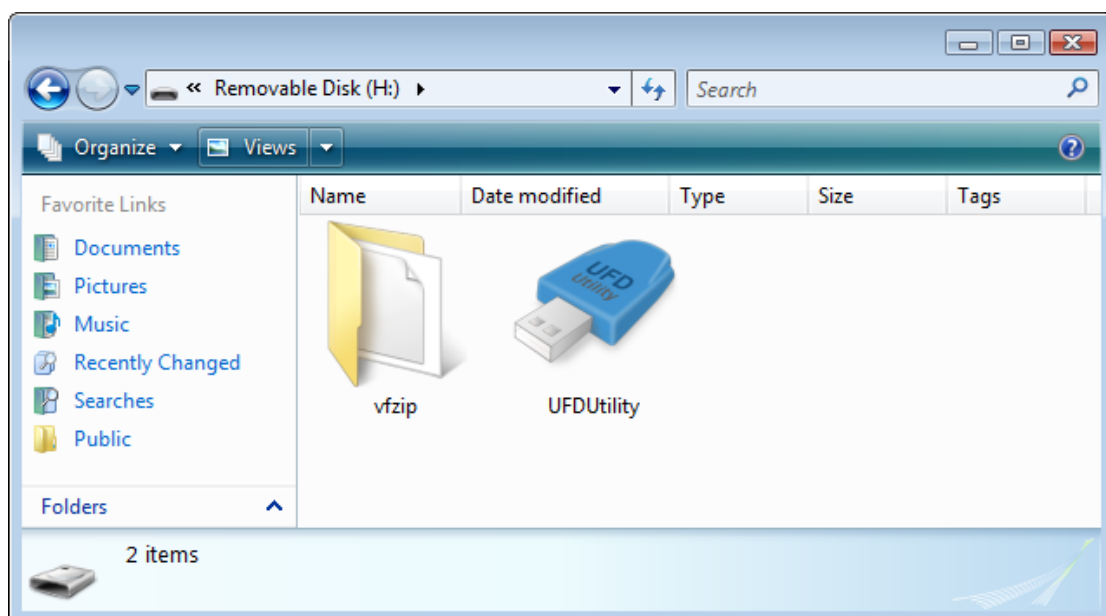 « Removable Disk (H:)
Search
Organize Views
Favorite Links
Documents
Pictures
Music
Recently Changed
Searches
Public
Folders
Name Date modified Type Size Tags
UFD
Utility
vfzip UFDUtility
2 items